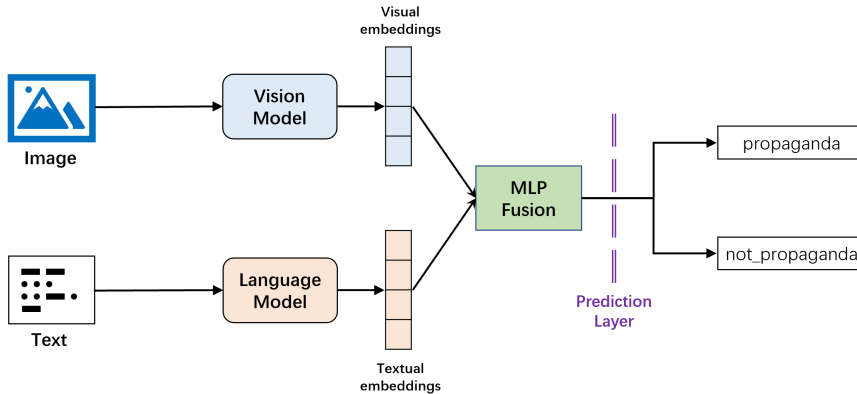 Visual
embeddings
Vision
Model
Image
MLP
Fusion
propaganda
not_propaganda
Language
Model
Text
Prediction
Layer
Textual
embeddings